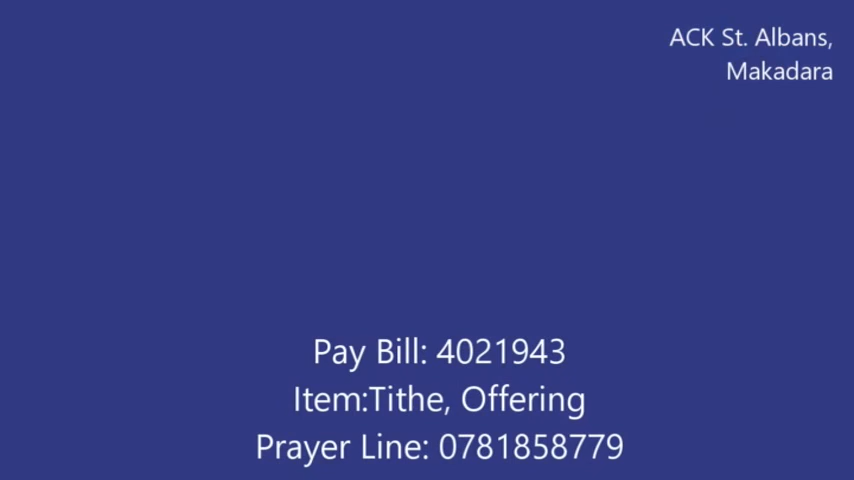 ACK St. Albans,
Makadara
Pay Bill: 4021943
Item:Tithe, Offering
Prayer Line: 0781858779